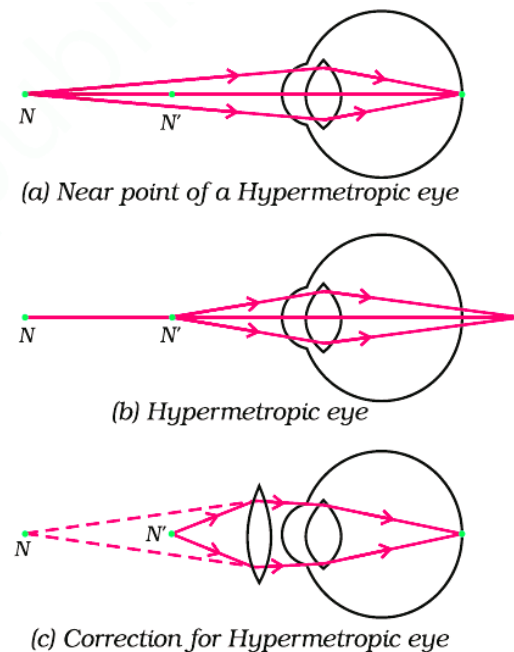 N N′
(a) Near point of a Hypermetropic eye
N N′
(b) Hypermetropic eye
N N′
(c) Correction for Hypermetropic eye